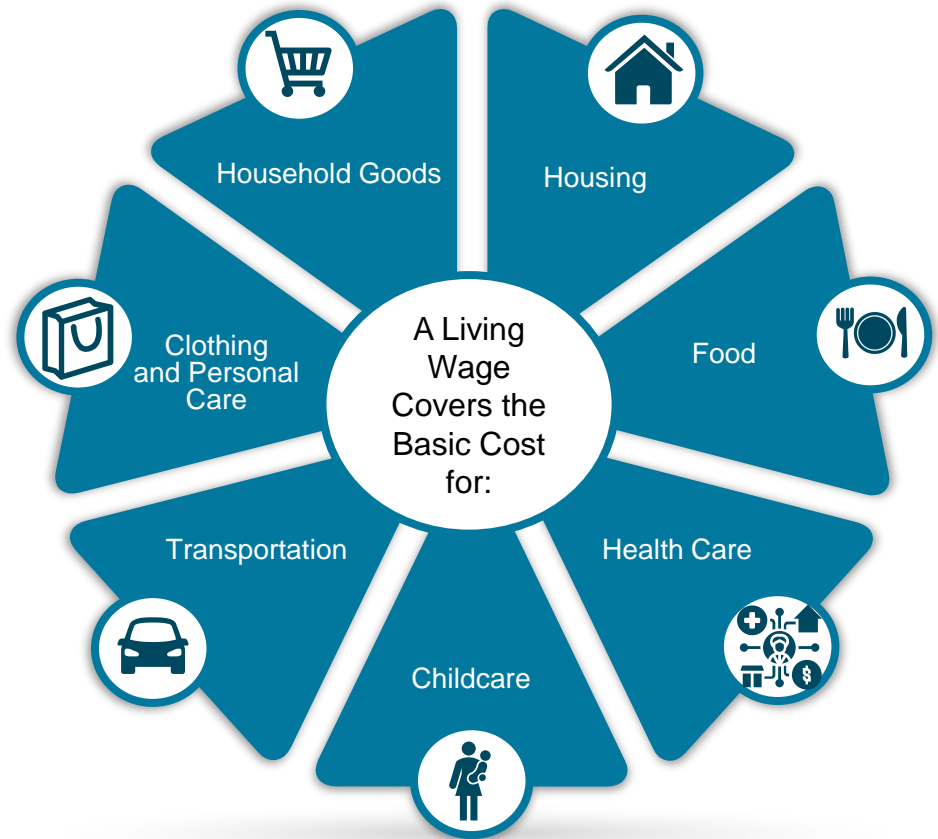 A Living
Wage
Covers the
Basic Cost
for:
Housing
Food
Health Care
Childcare
Transportation
Clothing
and Personal
Care
Household Goods
$